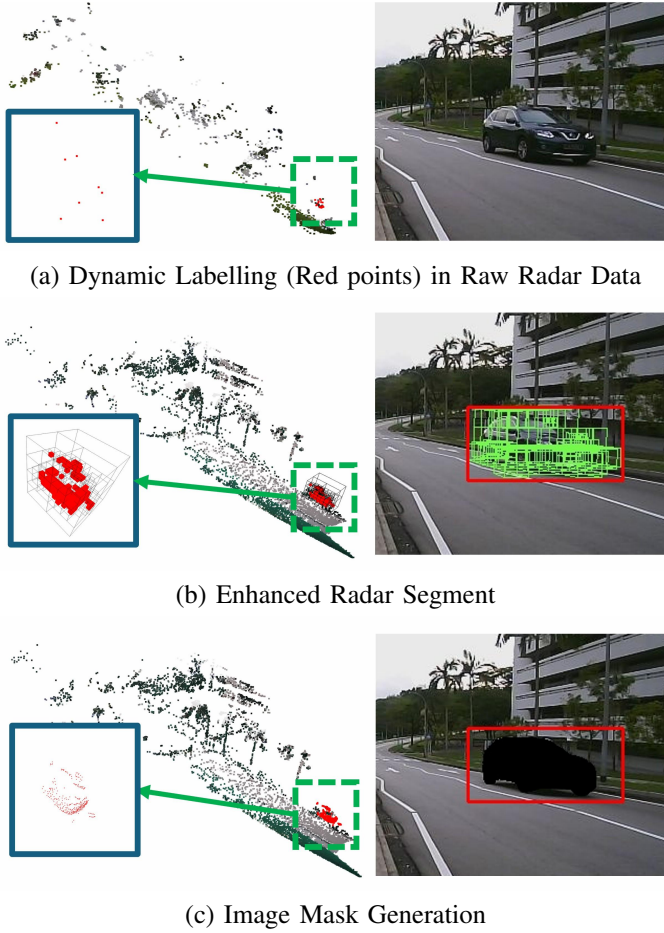 (a) Dynamic Labelling (Red points) in Raw Radar Data
(b) Enhanced Radar Segment
(c) Image Mask Generation